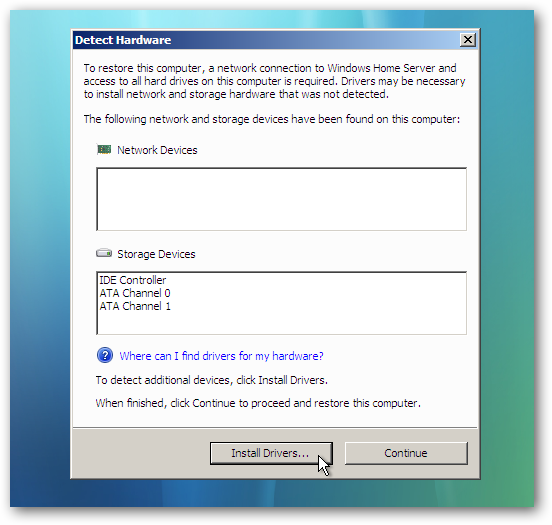 Detect Hardware
To restore this computer, a network connection to Windows Home Server and
access to all hard drives on this computer is required. Drivers may be necessary
to install network and storage hardware that was not detected.
The following network and storage devices have been found on this computer:
Network Devices
Storage Devices
IDE Controller
ATA Channel 0
ATA Channel 1
Where can I find drivers for my hardware?
To detect additional devices, click Install Drivers.
When finished, click Continue to proceed and restore this computer.
Install Drivers... Continue